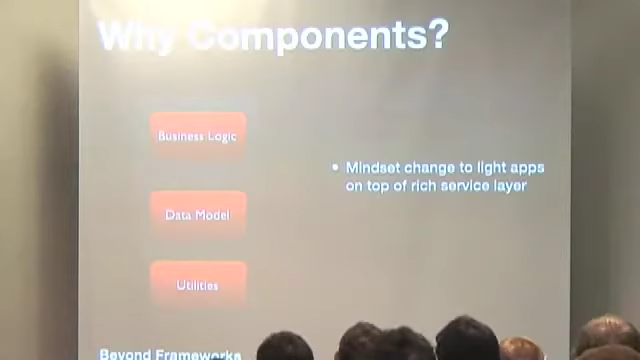 Why Components?
Business Logic
Mindset change to light apps
on top of rich service layer
Data Model
Utilities
Beyond Frameworks